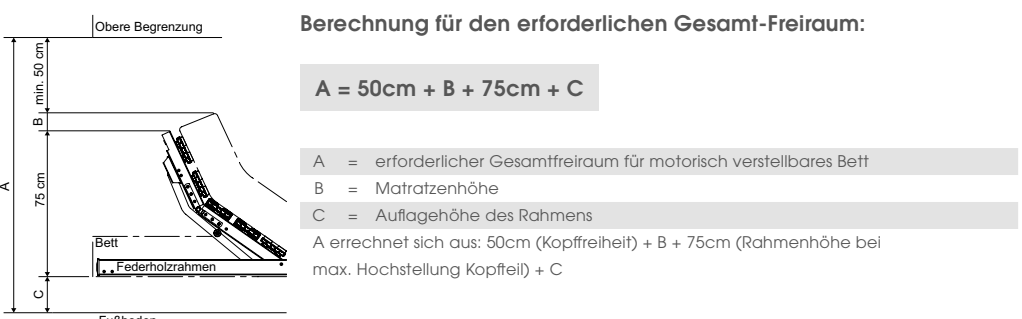 Obere Begrenzung
min. 50 cm
B
A
75 cm
Bett
Federholzrahmen
C
Fußboden
Berechnung für den erforderlichen Gesamt-Freiraum:
A = 50cm + B + 75cm + C
A = erforderlicher Gesamtfreiraum für motorisch verstellbares Bett
B = Matratzenhöhe
C = Auflagehöhe des Rahmens
A errechnet sich aus: 50cm (Kopffreiheit) + B + 75cm (Rahmenhöhe bei
max. Hochstellung Kopfteil) + C